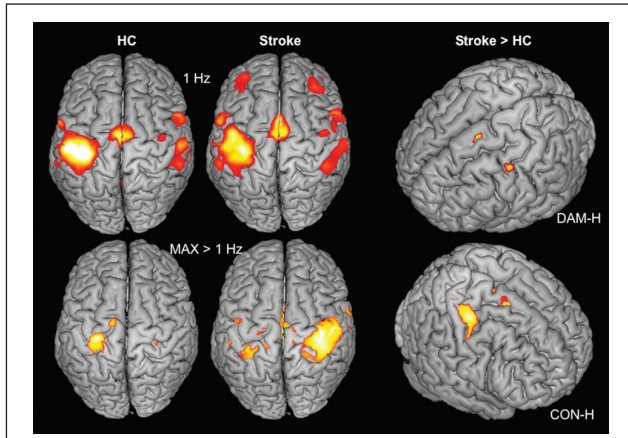 HC Stroke Stroke > HC
1 Hz
DAM-H
MAX > 1 Hz
CON-H